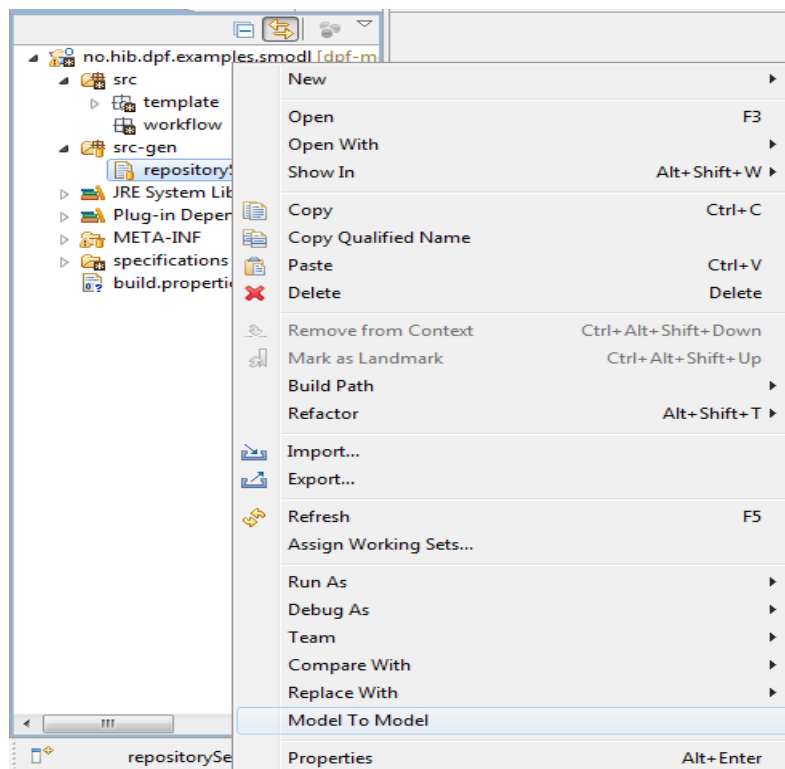 no.hib.dpf.examples.smodl [dpf-m
src
template
workflow
src-gen
repositoryS
JRE System Lib
Plug-in Deper
META-INF
specifications
build.properti
New
Open F3
Open With
Show In Alt+Shift+W
Copy Ctrl+C
Copy Qualified Name
Paste Ctrl+V
Delete Delete
Remove from Context Ctrl+Alt+Shift+Down
Mark as Landmark Ctrl+Alt+Shift+Up
Build Path
Refactor Alt+Shift+T
Import...
Export...
Refresh F5
Assign Working Sets...
Run As
Debug As
Team
Compare With
Replace With
Model To Model
Properties Alt+Enter
repositorySe